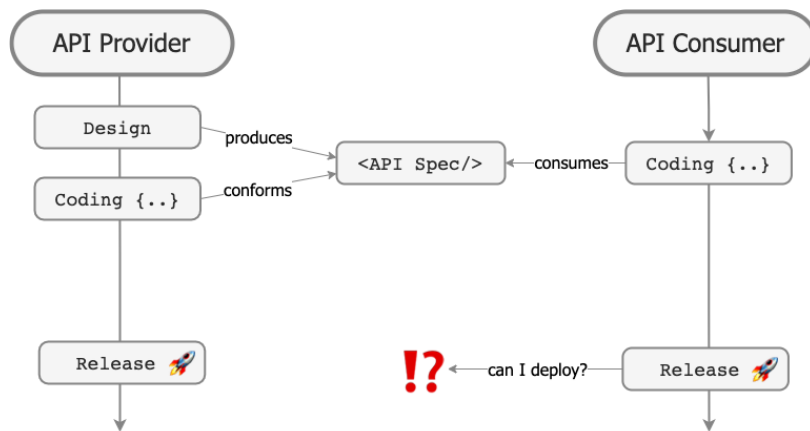 API Provider
API Consumer
Design
produces
<API Spec/>
consumes
Coding {..}
Coding {..}
conforms
Release 🚀
⁉️
can I deploy?
Release 🚀